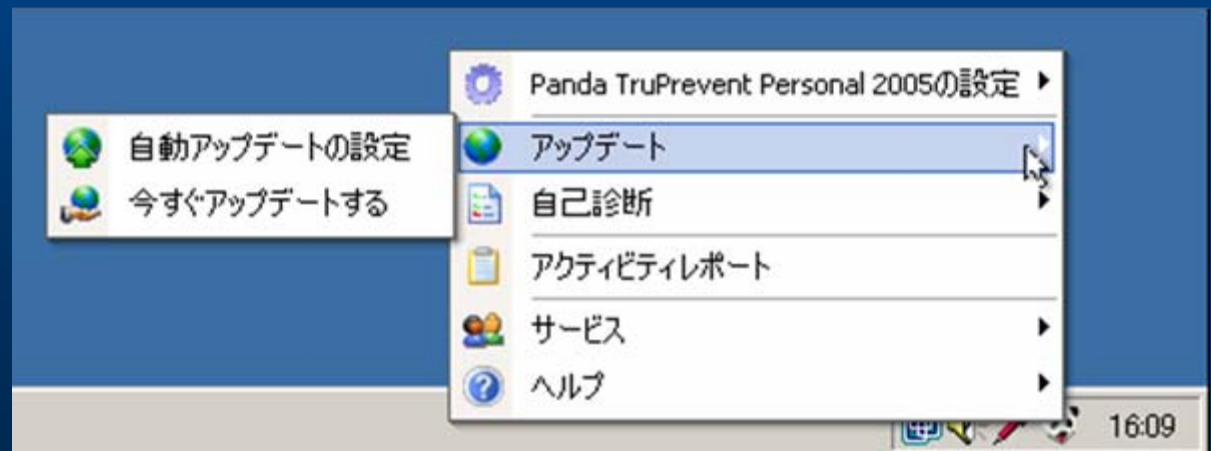 Panda TruPrevent Personal 2005の設定
アップデート
自動アップデートの設定
今すぐアップデートする
自己診断
アクティビティレポート
サービス
ヘルプ
16:09